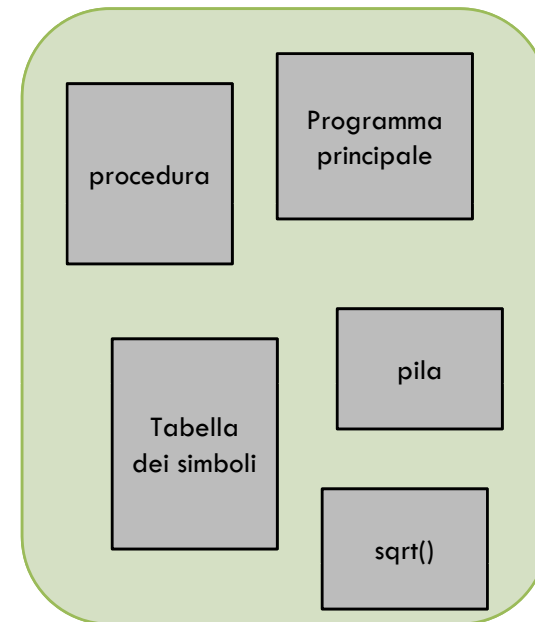 procedura
Programma
principale
pila
Tabella
dei simboli
sqrt()